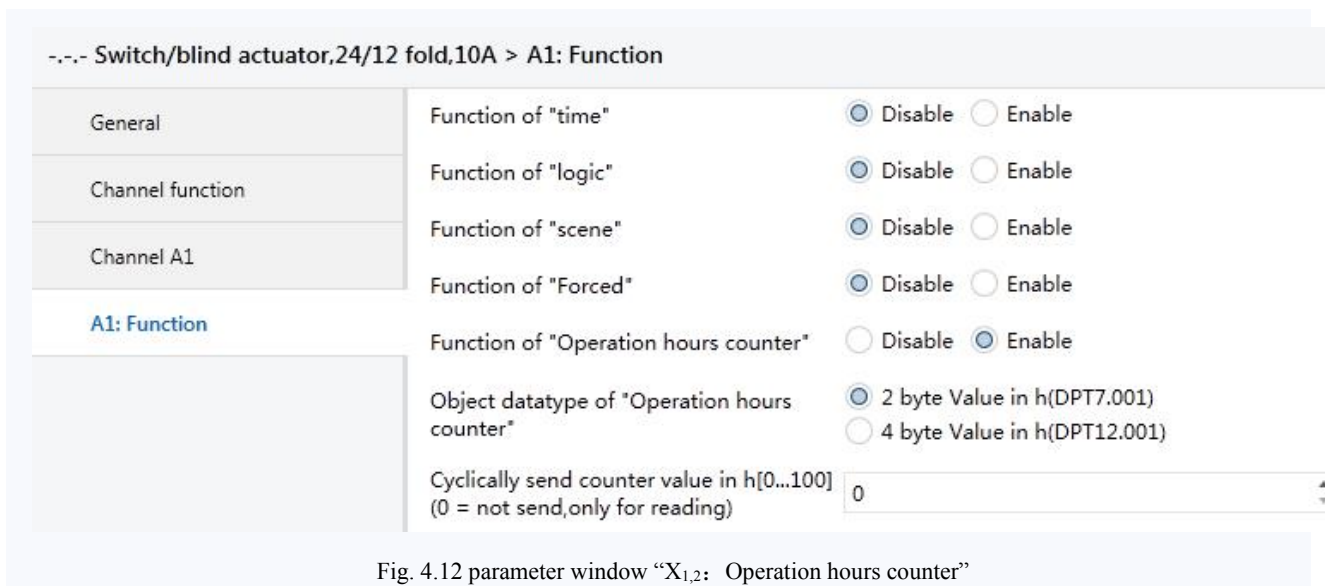 -.-.- Switch/blind actuator,24/12 fold,10A > A1: Function
General
Channel function
Channel A1
A1: Function
Function of "time" Disable Enable
Function of "logic" Disable Enable
Function of "scene" Disable Enable
Function of "Forced" Disable Enable
Function of "Operation hours counter" Disable Enable
Object datatype of "Operation hours
counter"
2 byte Value in h(DPT7.001)
4 byte Value in h(DPT12.001)
Cyclically send counter value in h[0...100]
(0 = not send,only for reading)
0
Fig. 4.12 parameter window “X1,2：Operation hours counter”